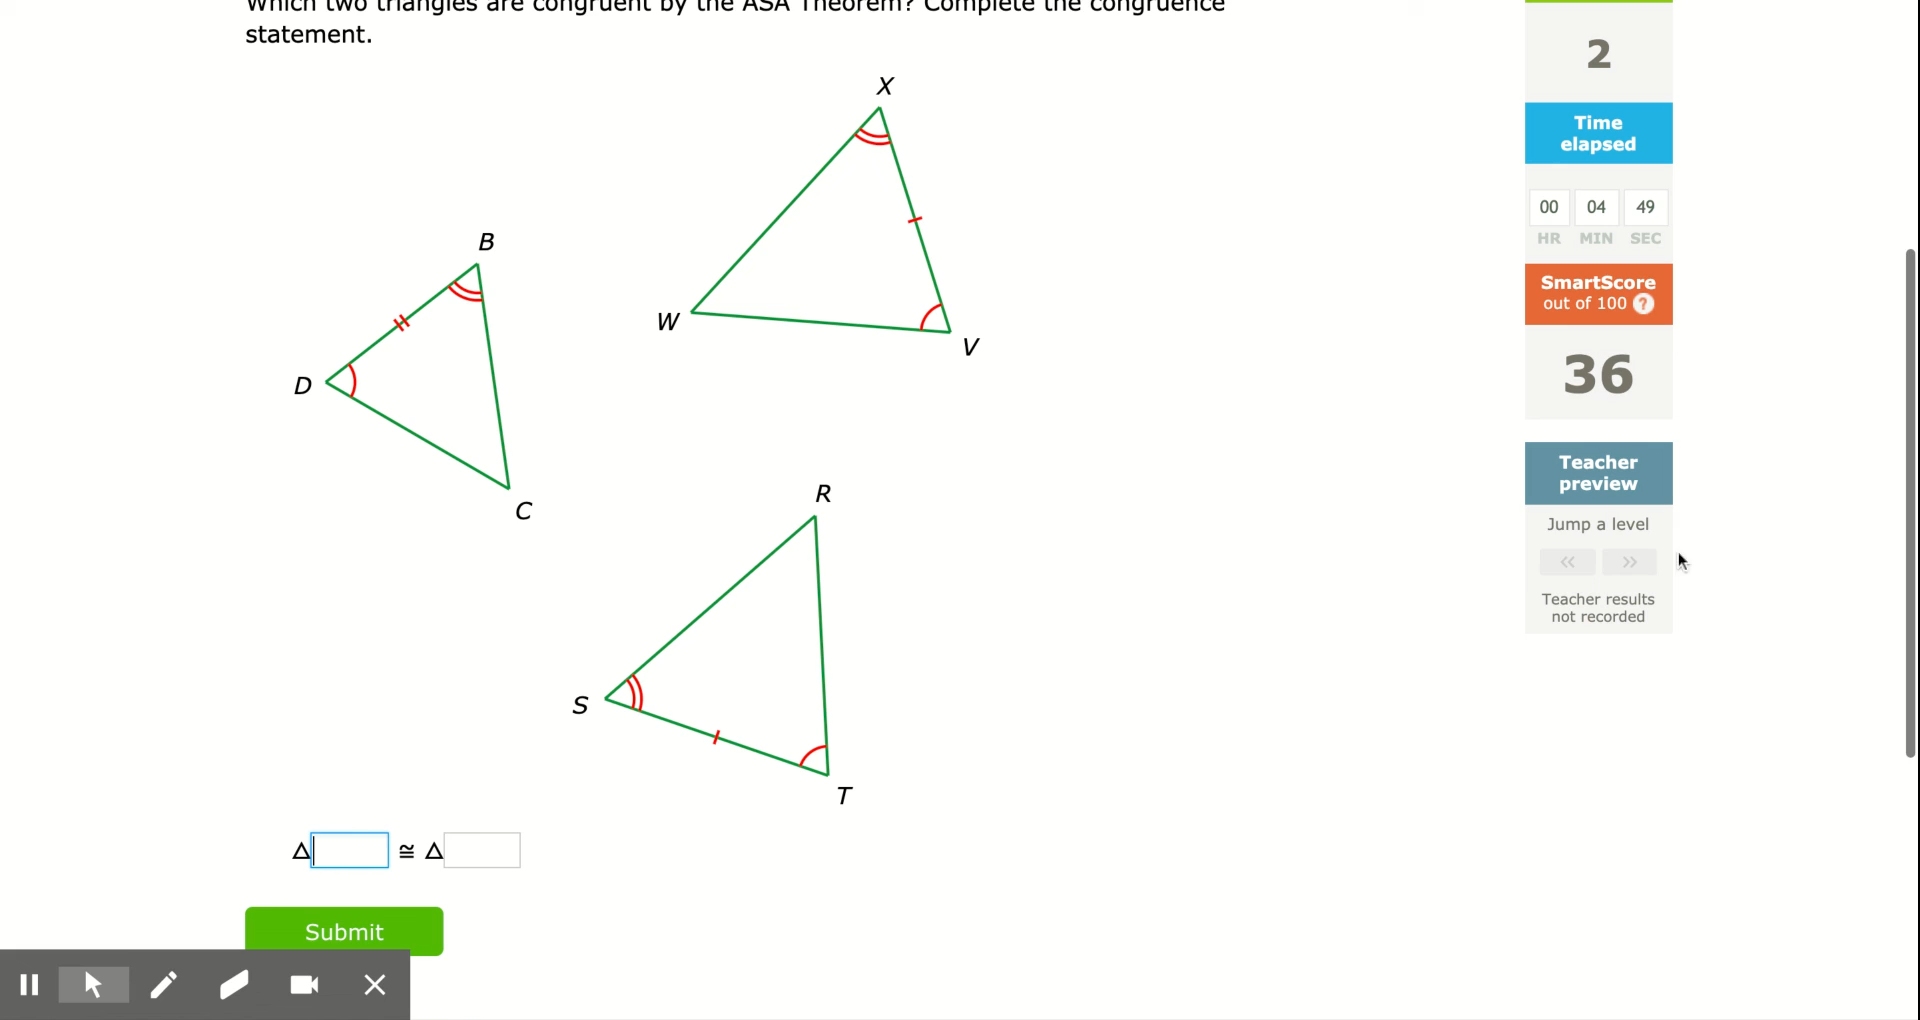 Which two triangles are congruent by the ASA Theorem? Complete the congruence
statement.
X
B
W
V
D
C
R
S
T
△ ≅ △
Submit
2
Time
elapsed
00 04 49
HR MIN SEC
SmartScore
out of 100 ?
36
Teacher
preview
Jump a level
<< >>
Teacher results
not recorded